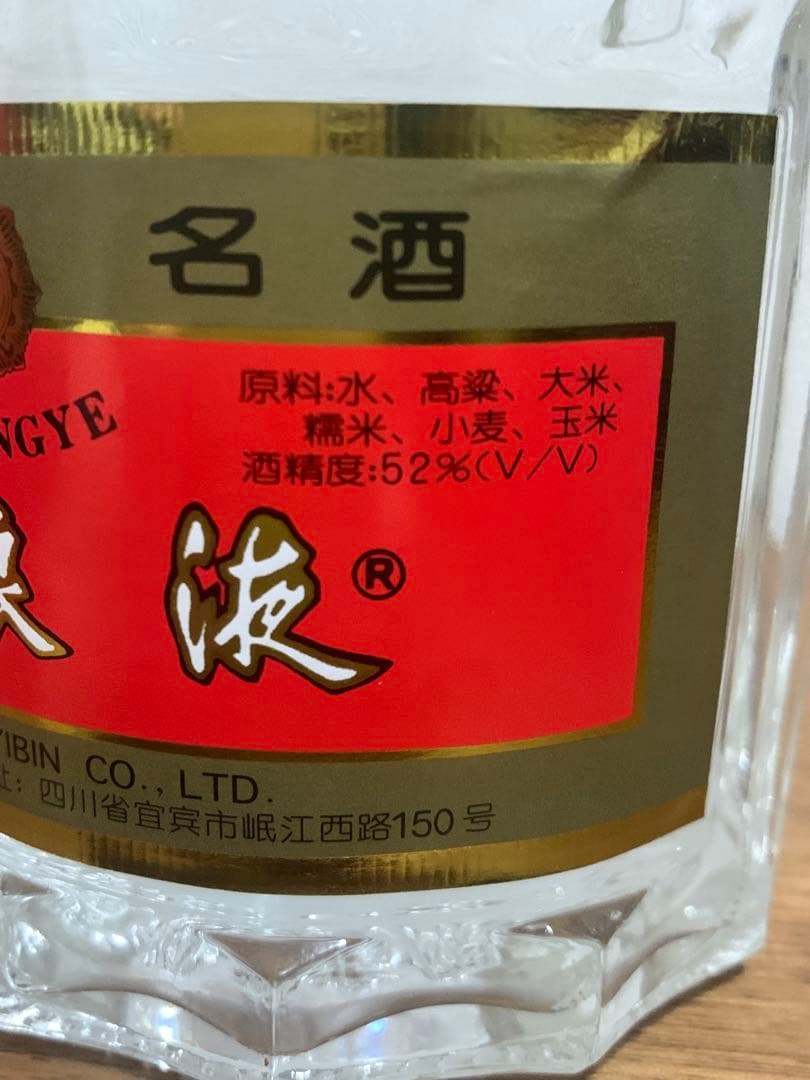 名酒
原料:水、高粱、大米、
糯米、小麦、玉米
酒精度:52%(V/V)
NGYE
液®
YIBIN CO., LTD.
址: 四川省宜宾市岷江西路150号